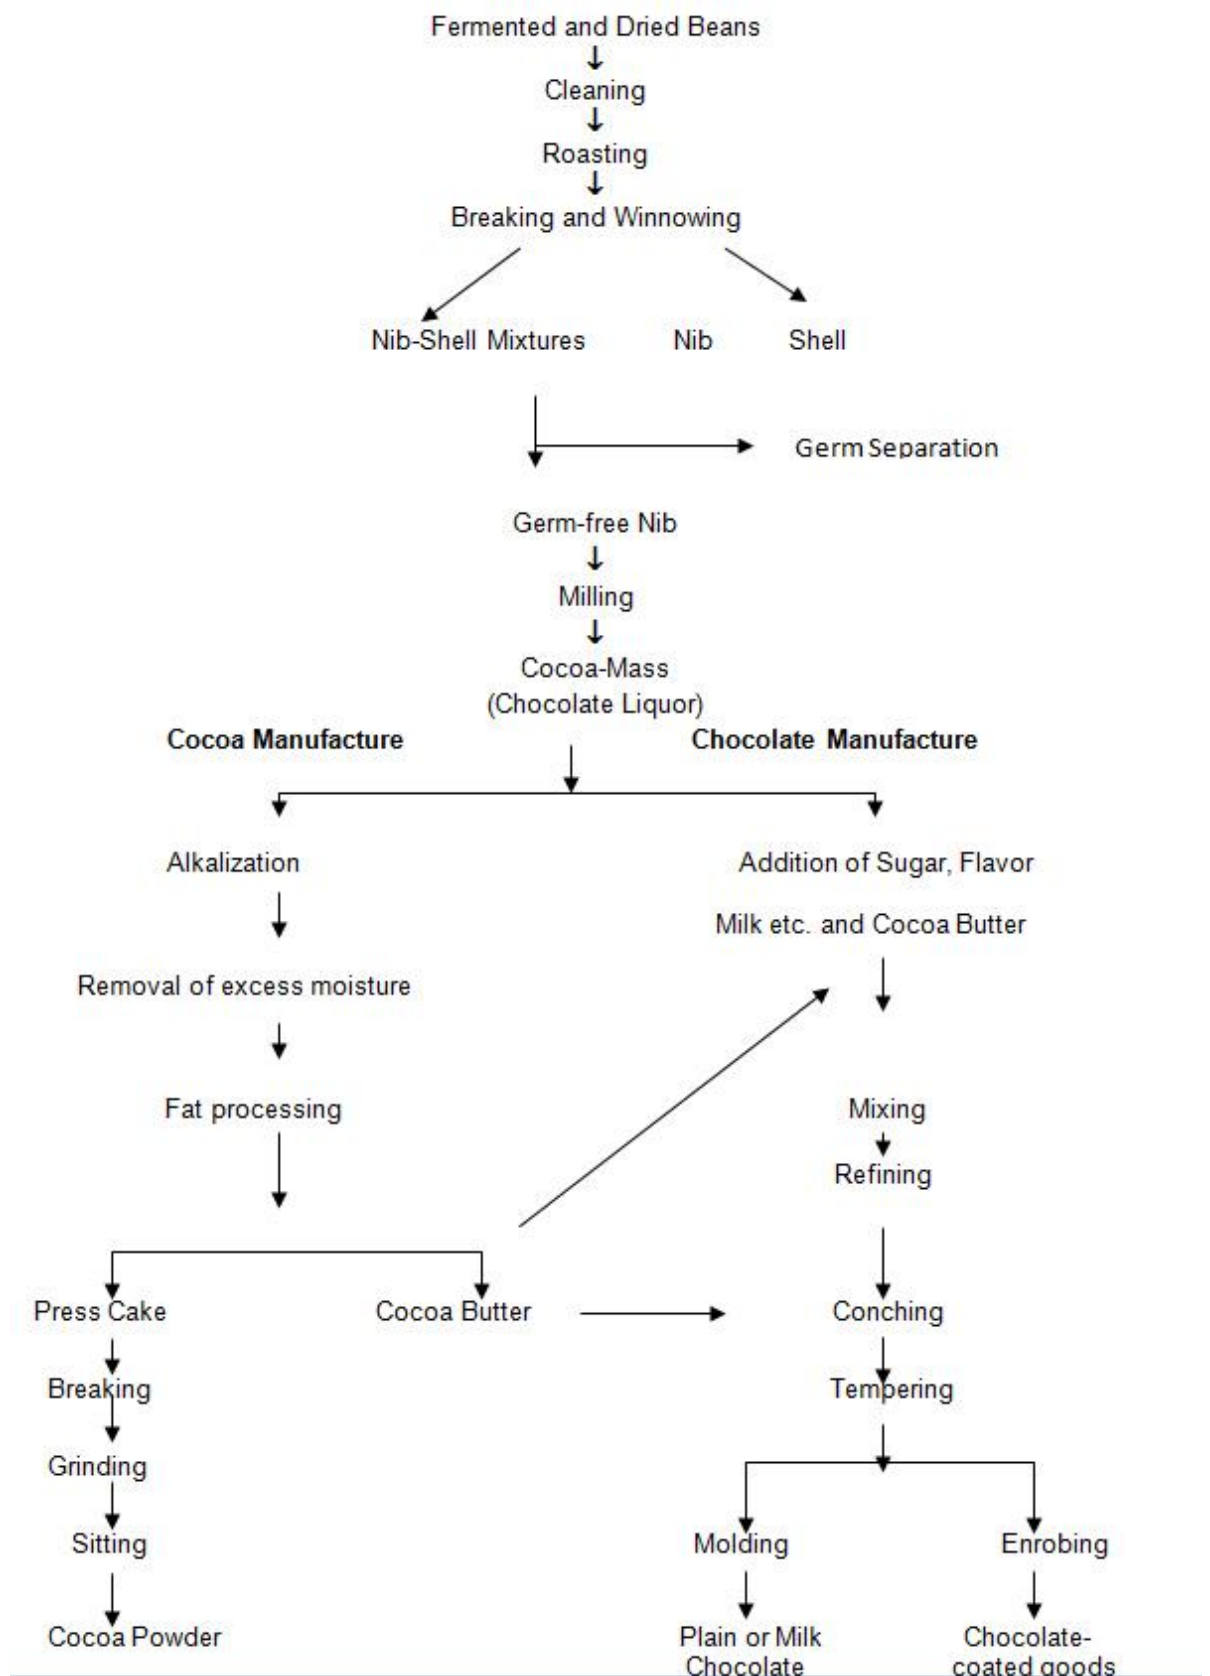 Fermented and Dried Beans
Cleaning
Roasting
Breaking and Winnowing
Nib-Shell Mixtures Nib Shell
Germ Separation
Germ-free Nib
Milling
Cocoa-Mass
(Chocolate Liquor)
Cocoa Manufacture Chocolate Manufacture
Alkalization Addition of Sugar, Flavor
Milk etc. and Cocoa Butter
Removal of excess moisture
Fat processing Mixing
Refining
Press Cake Cocoa Butter Conching
Breaking Tempering
Grinding
Sitting Molding Enrobing
Cocoa Powder Plain or Milk Chocolate-
Chocolate coated goods